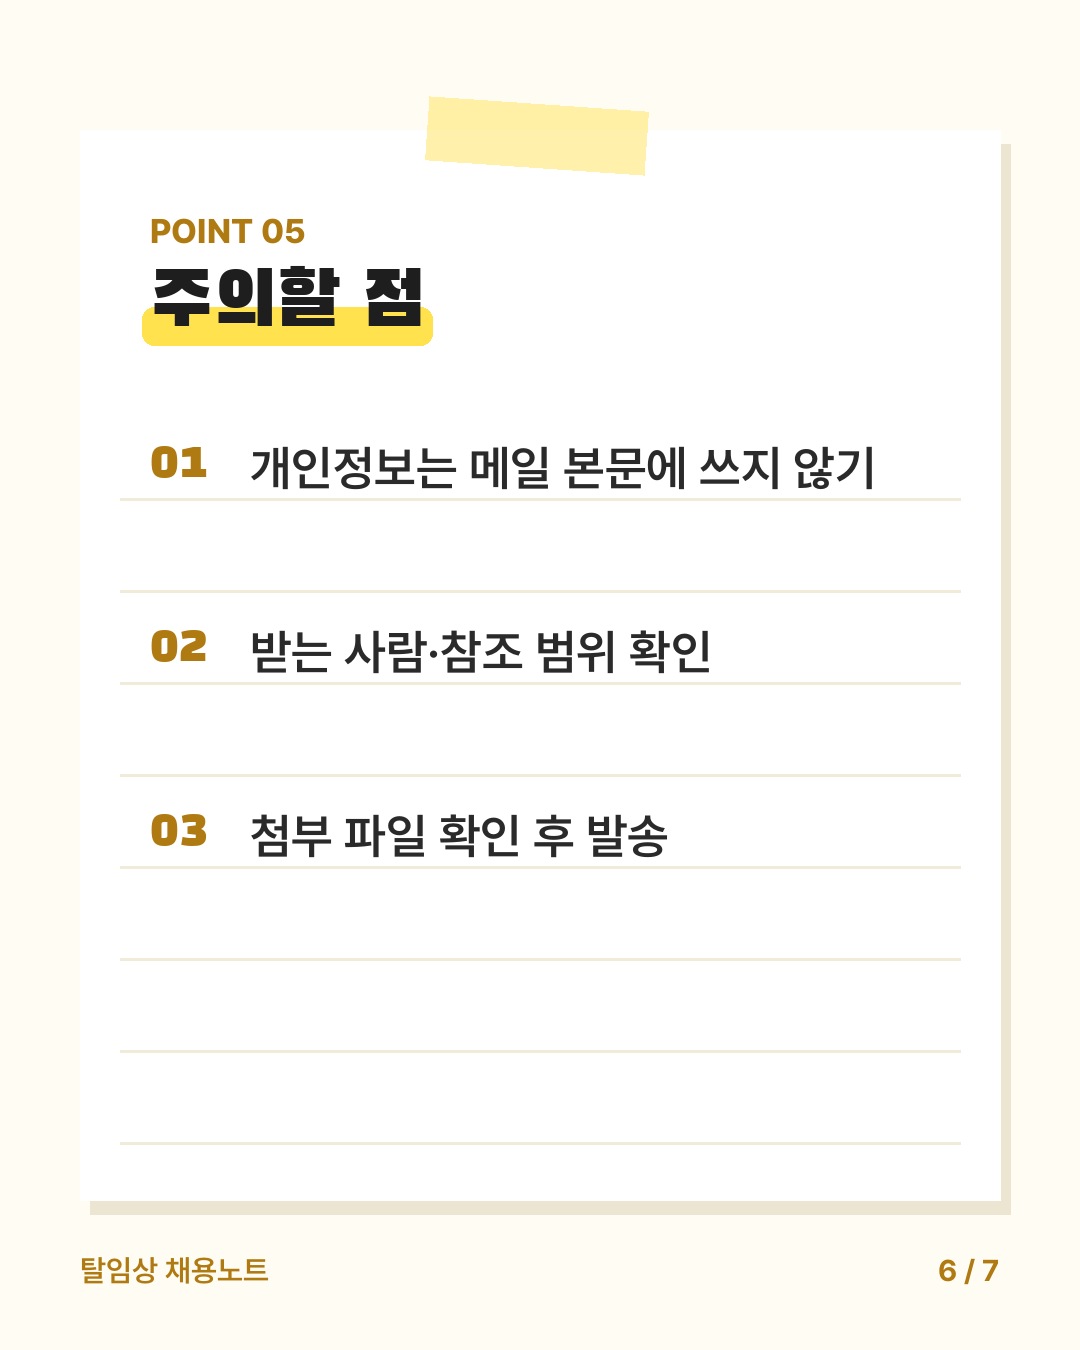 POINT 05
주의할 점
01 개인정보는 메일 본문에 쓰지 않기
02 받는 사람·참조 범위 확인
03 첨부 파일 확인 후 발송
탈임상 채용노트
6 / 7